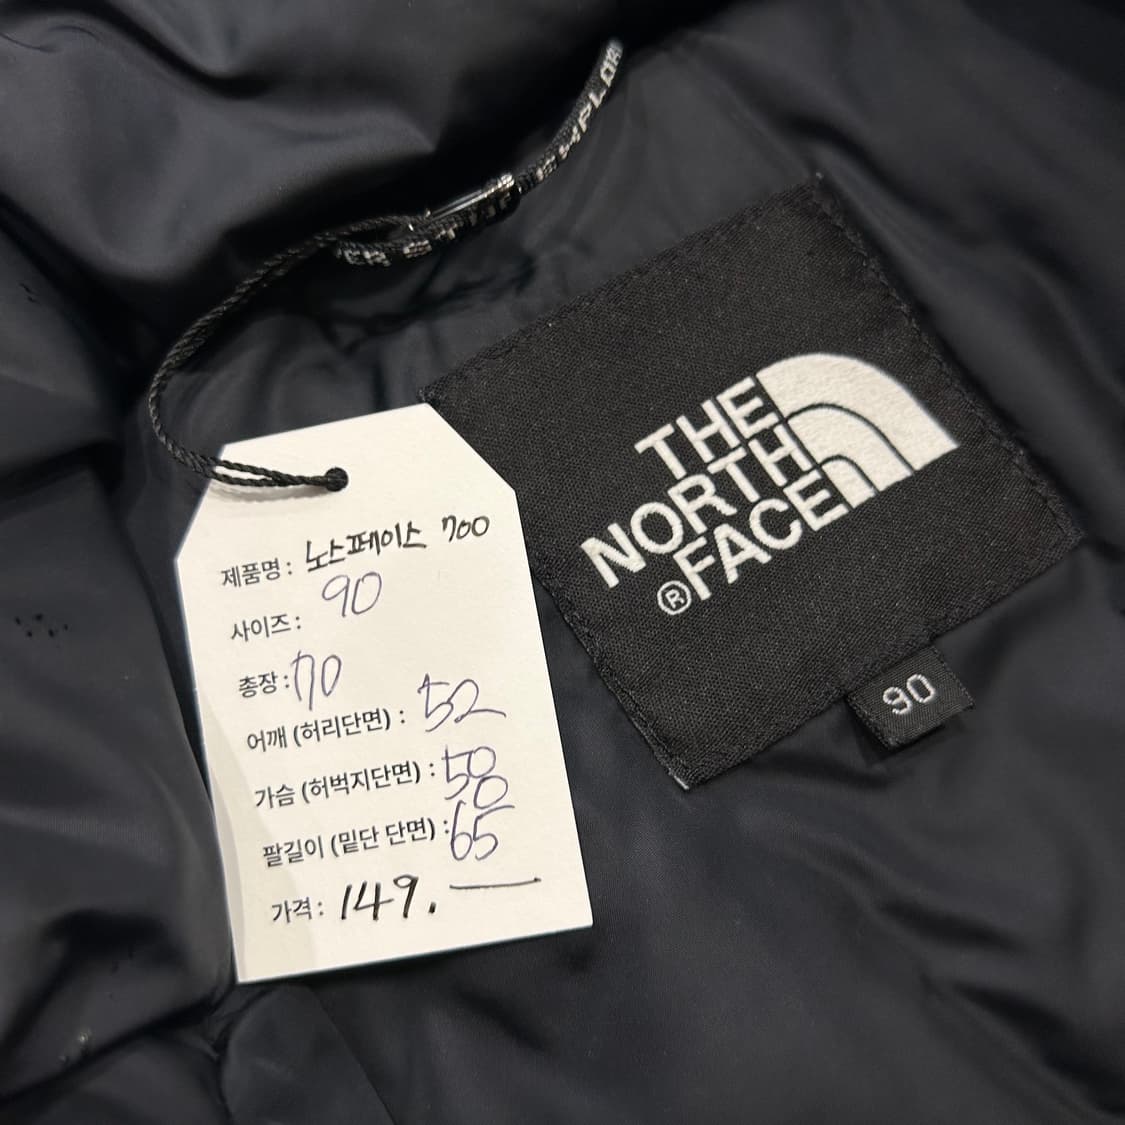 EXPLOR
THE
NORTH
FACE
®
90
제품명: 노스페이스 700
사이즈: 90
총장: 70
어깨 (허리단면) : 52
가슴 (허벅지단면) : 50
팔길이 (밑단 단면) : 65
가격: 149.